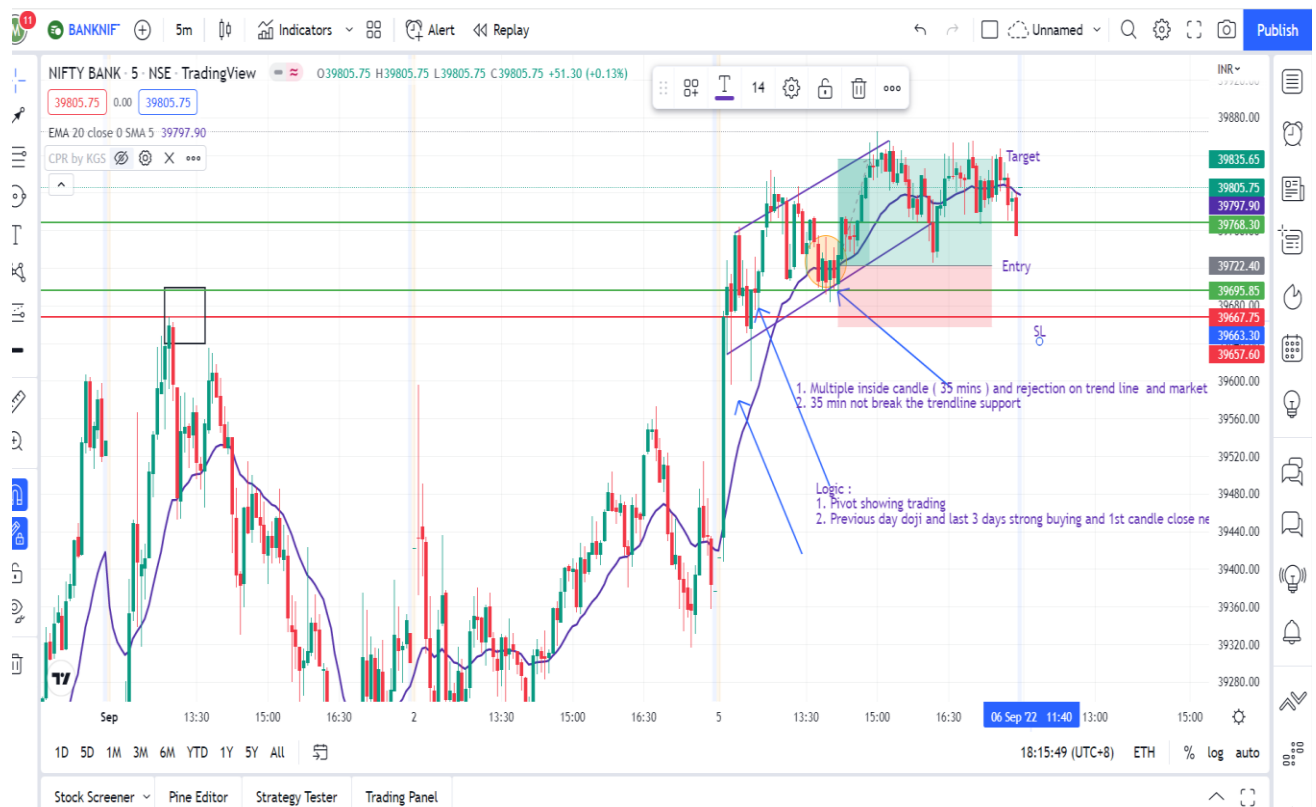 11
BANKNIF
5m
Indicators
Alert
Replay
Unnamed
Publish
NIFTY BANK · 5 · NSE · TradingView
O39805.75 H39805.75 L39805.75 C39805.75 +51.30 (+0.13%)
INR
39805.75 0.00 39805.75
14
EMA 20 close 0 SMA 5 39797.90
CPR by KGS
39880.00
39835.65
39805.75
39797.90
39768.30
39722.40
39695.85
39680.00
39667.75
39663.30
39657.60
39600.00
39560.00
39520.00
39480.00
39440.00
39400.00
39360.00
39320.00
39280.00
Target
Entry
SL
1. Multiple inside candle ( 35 mins ) and rejection on trend line and market
2. 35 min not break the trendline support
Logic :
1. Pivot showing trading
2. Previous day doji and last 3 days strong buying and 1st candle close ne
Sep 13:30 15:00 16:30 2 13:30 15:00 16:30 5 13:30 15:00 16:30 06 Sep '22 11:40 13:00 15:00
1D 5D 1M 3M 6M YTD 1Y 5Y All
18:15:49 (UTC+8) ETH % log auto
Stock Screener Pine Editor Strategy Tester Trading Panel